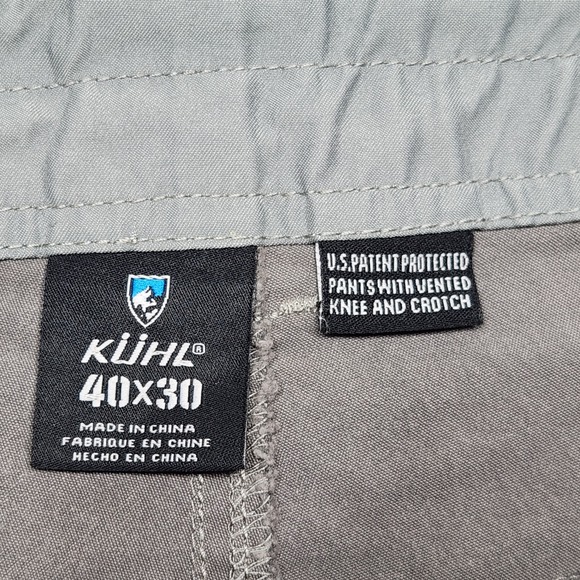 KÜHL®
40X30
MADE IN CHINA
FABRIQUE EN CHINE
HECHO EN CHINA
U.S. PATENT PROTECTED
PANTS WITH VENTED
KNEE AND CROTCH